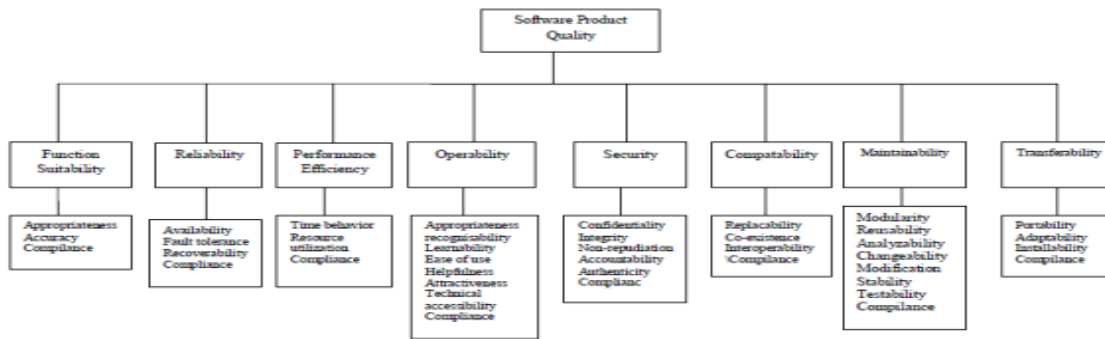 Software Product
Quality
Function
Suitability
Reliability
Performance
Efficiency
Operability
Security
Compatability
Maintainability
Transferability
Appropriateness
Accuracy
Compliance
Availability
Fault tolerance
Recoverability
Compliance
Time behavior
Resource
utilization
Compliance
Appropriateness
recognisability
Learnability
Ease of use
Helpfulness
Attractiveness
Technical
accessibility
Compliance
Confidentiality
Integrity
Non-repudiation
Accountability
Authenticity
Complianc
Replacability
Co-existence
Interoperability
\Compliance
Modularity
Reusability
Analyzability
Changeability
Modification
Stability
Testability
Compilance
Portability
Adaptability
Installability
Compliance